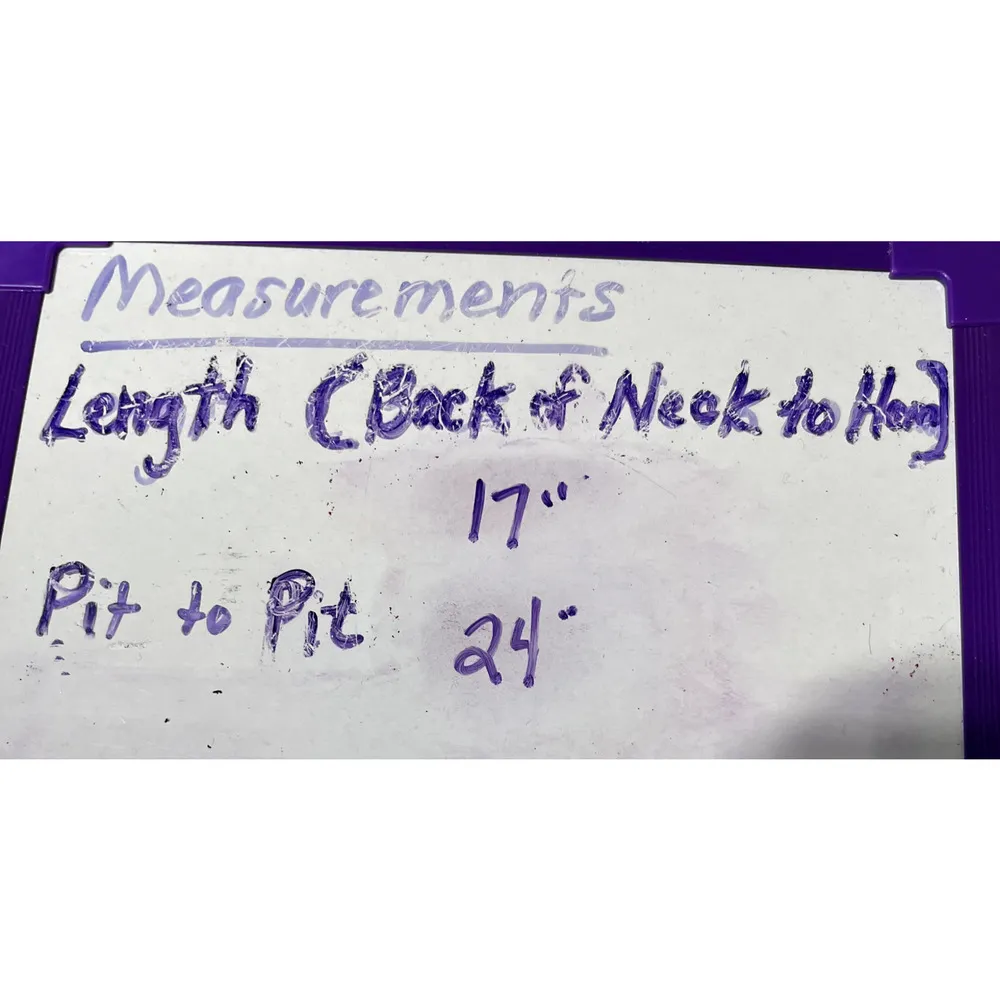 Measurements
Length (Back of Neck to Hem)
17"
Pit to Pit 24"